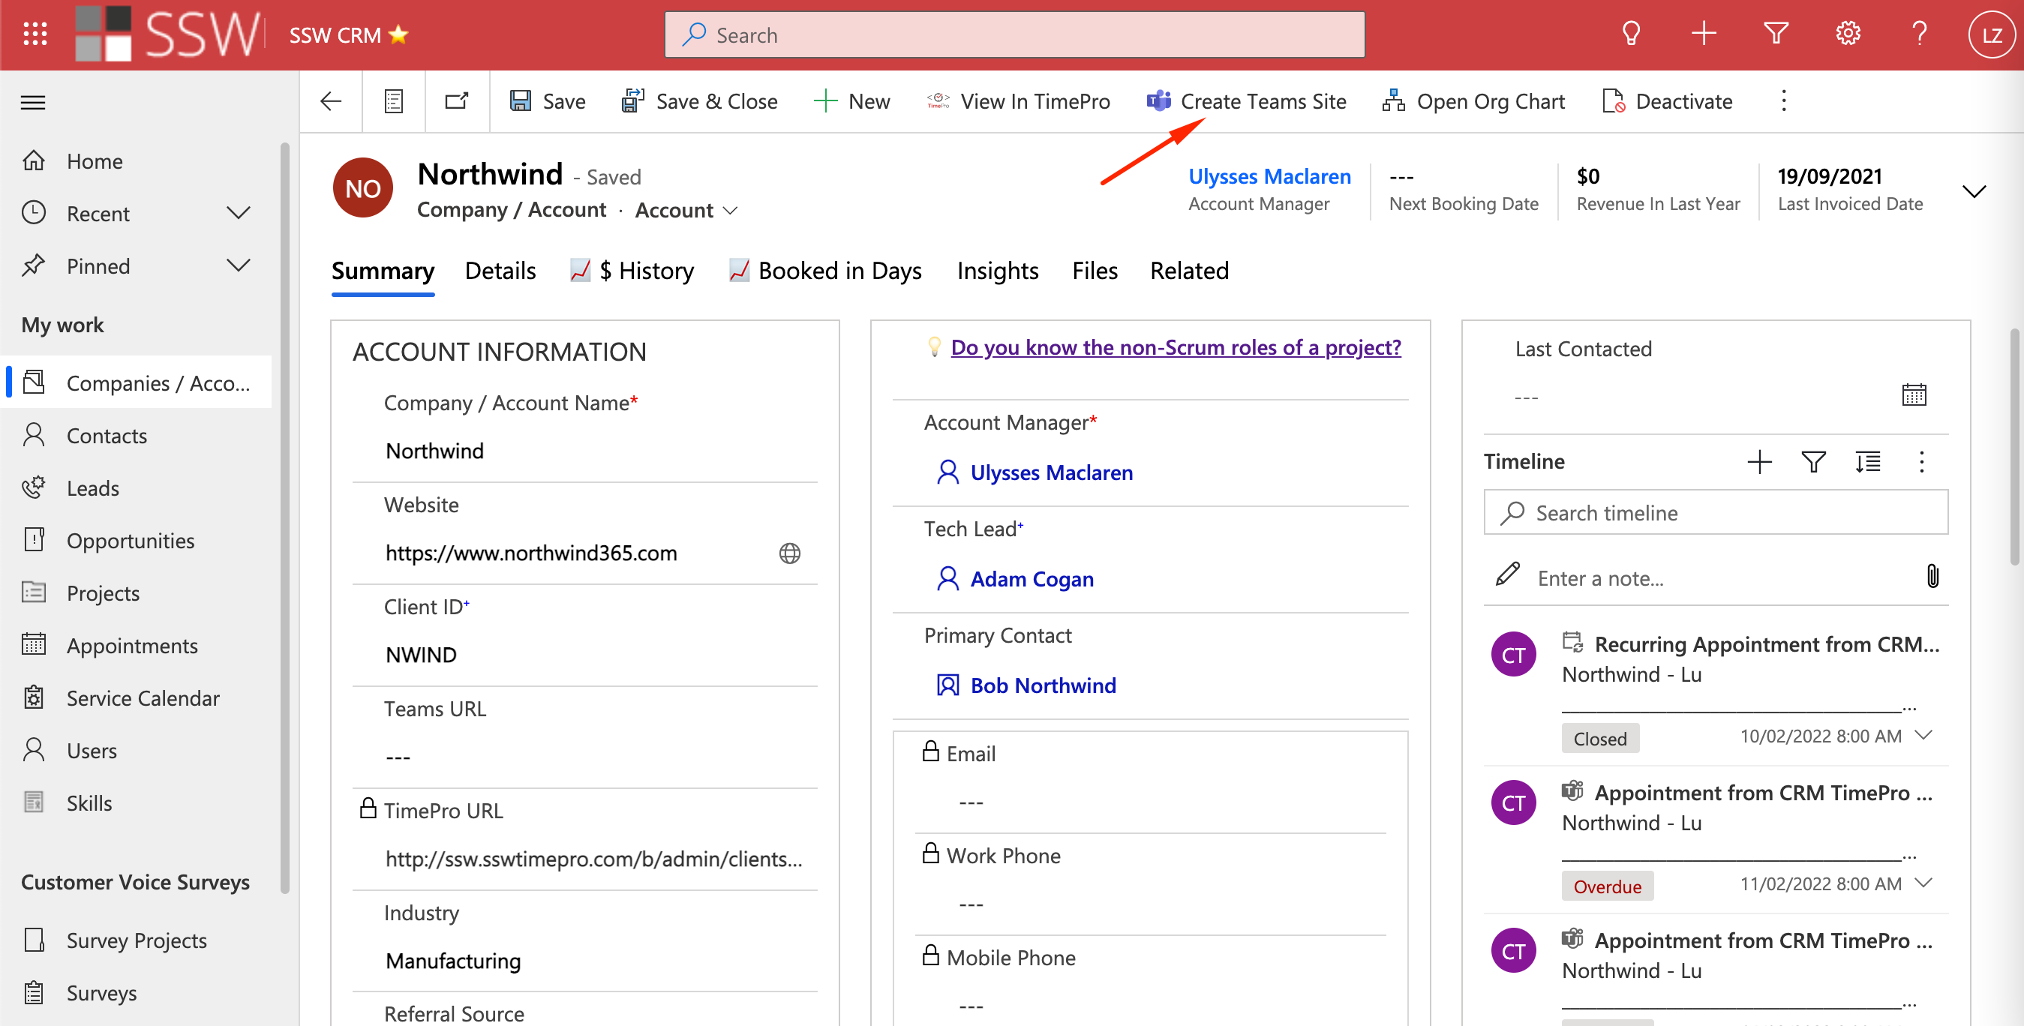 SSW
SSW CRM ⭐
Search
LZ
Save
Save & Close
New
View In TimePro
Create Teams Site
Open Org Chart
Deactivate
Home
Recent
Pinned
My work
Companies / Acco...
Contacts
Leads
Opportunities
Projects
Appointments
Service Calendar
Users
Skills
Customer Voice Surveys
Survey Projects
Surveys
NO
Northwind - Saved
Company / Account · Account
Ulysses Maclaren
Account Manager
---
Next Booking Date
$0
Revenue In Last Year
19/09/2021
Last Invoiced Date
Summary
Details
$ History
Booked in Days
Insights
Files
Related
ACCOUNT INFORMATION
Company / Account Name*
Northwind
Website
https://www.northwind365.com
Client ID+
NWIND
Teams URL
---
TimePro URL
http://ssw.sswtimepro.com/b/admin/clients...
Industry
Manufacturing
Referral Source
Do you know the non-Scrum roles of a project?
Account Manager*
Ulysses Maclaren
Tech Lead+
Adam Cogan
Primary Contact
Bob Northwind
Email
---
Work Phone
---
Mobile Phone
---
Last Contacted
---
Timeline
Search timeline
Enter a note...
CT
Recurring Appointment from CRM...
Northwind - Lu
...
Closed
10/02/2022 8:00 AM
CT
Appointment from CRM TimePro ...
Northwind - Lu
...
Overdue
11/02/2022 8:00 AM
CT
Appointment from CRM TimePro ...
Northwind - Lu
...